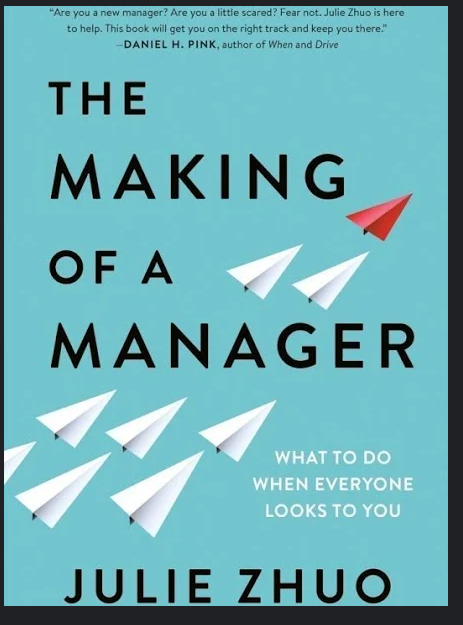 “Are you a new manager? Are you a little scared? Fear not. Julie Zhuo is here
to help. This book will get you on the right track and keep you there.”
—DANIEL H. PINK, author of When and Drive
THE
MAKING
OF A
MANAGER
WHAT TO DO
WHEN EVERYONE
LOOKS TO YOU
JULIE ZHUO